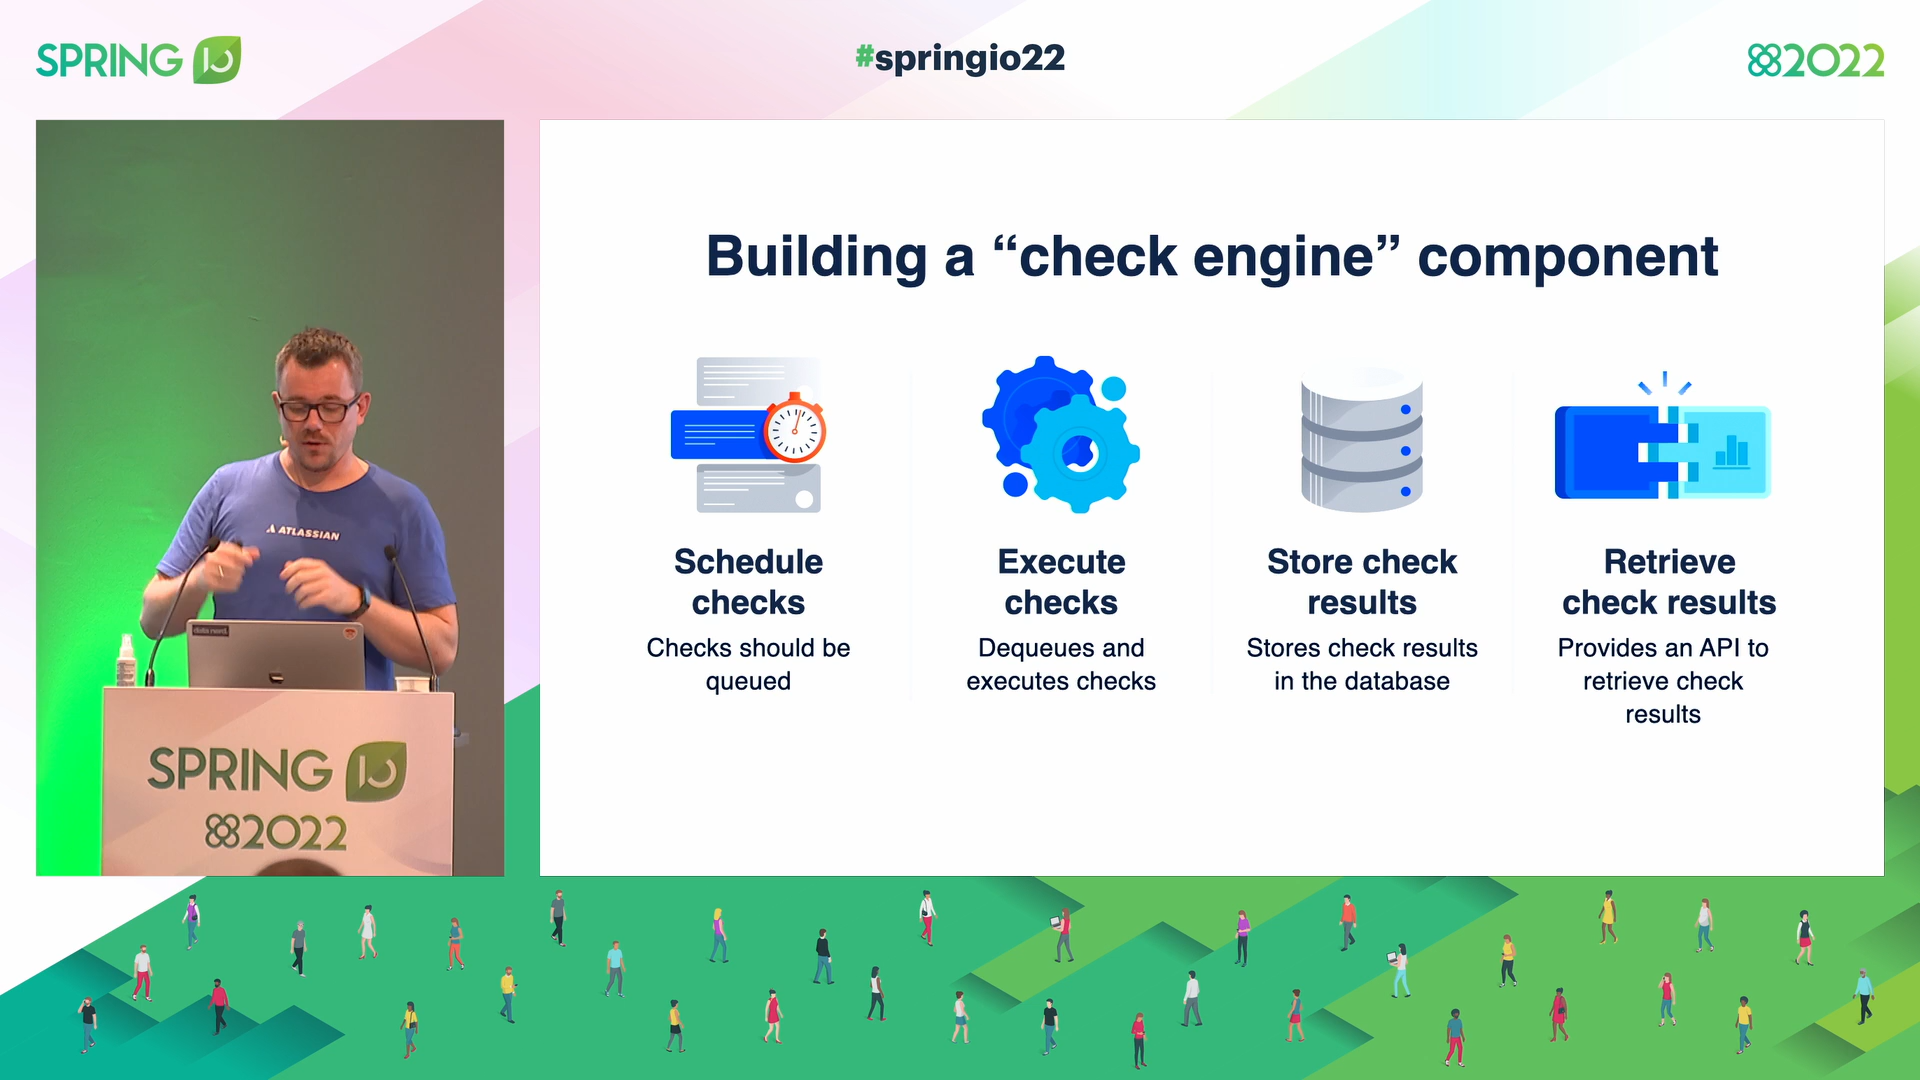 SPRING IO
#springio22
2022
Building a “check engine” component
Schedule
checks
Checks should be
queued
Execute
checks
Dequeues and
executes checks
Store check
results
Stores check results
in the database
Retrieve
check results
Provides an API to
retrieve check
results
ATLASSIAN
data nerd.
SPRING IO
2022